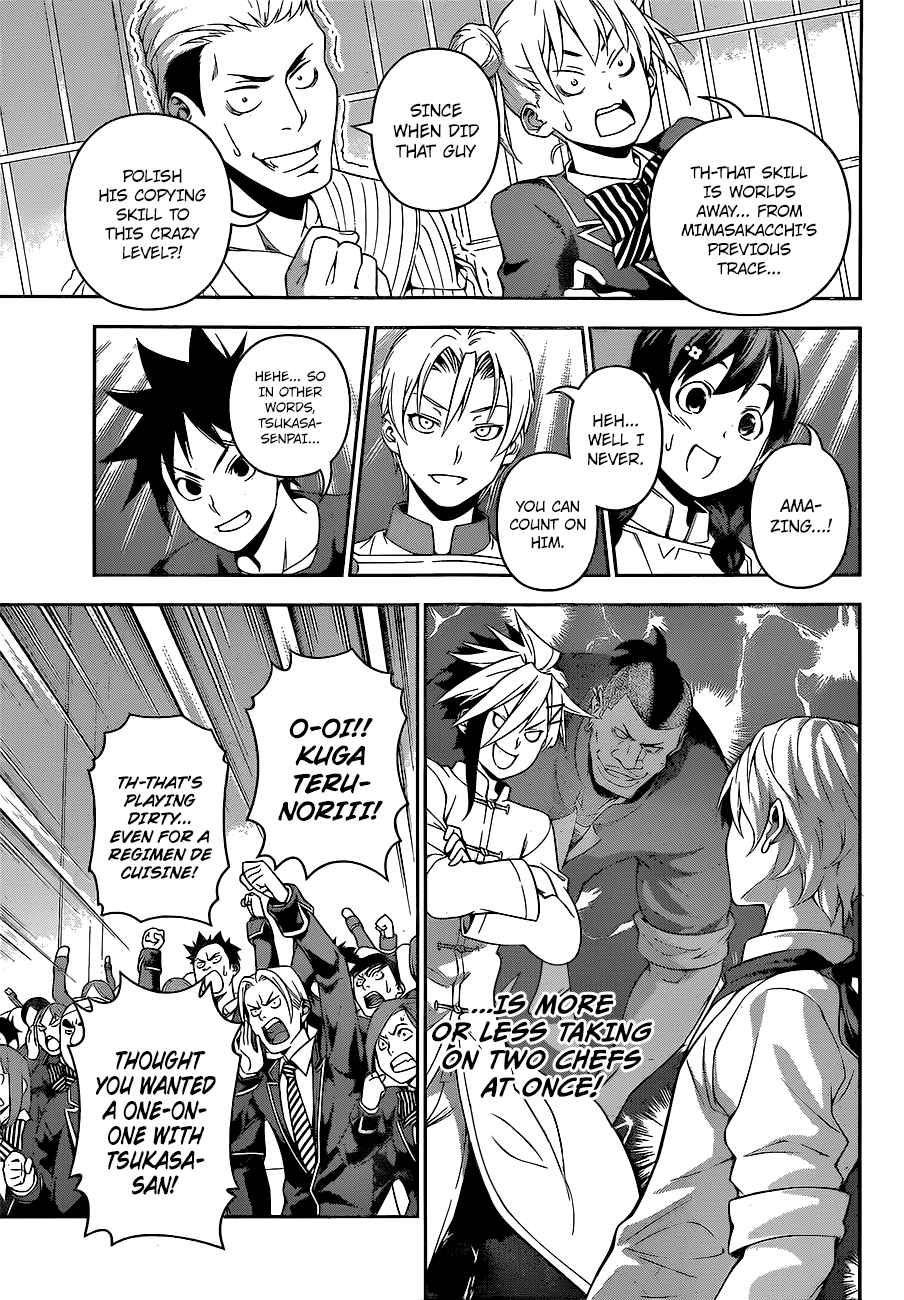 TH-THAT SKILL
IS WORLDS
AWAY... FROM
MIMASAKACCHI'S
PREVIOUS
TRACE...
SINCE
WHEN DID
THAT GUY
POLISH
HIS COPYING
SKILL TO
THIS CRAZY
LEVEL?!
AMA-
ZING...!
HEH...
WELL I
NEVER.
YOU CAN
COUNT ON
HIM.
HEHE... SO
IN OTHER
WORDS,
TSUKASA-
SENPAI...
...IS MORE
OR LESS TAKING
ON TWO CHEFS
AT ONCE!
O-OI!!
KUGA
TERU-
NORIII!
TH-THAT'S
PLAYING
DIRTY...
EVEN FOR A
REGIMEN DE
CUISINE!
THOUGHT
YOU WANTED
A ONE-ON-
ONE WITH
TSUKASA-
SAN!